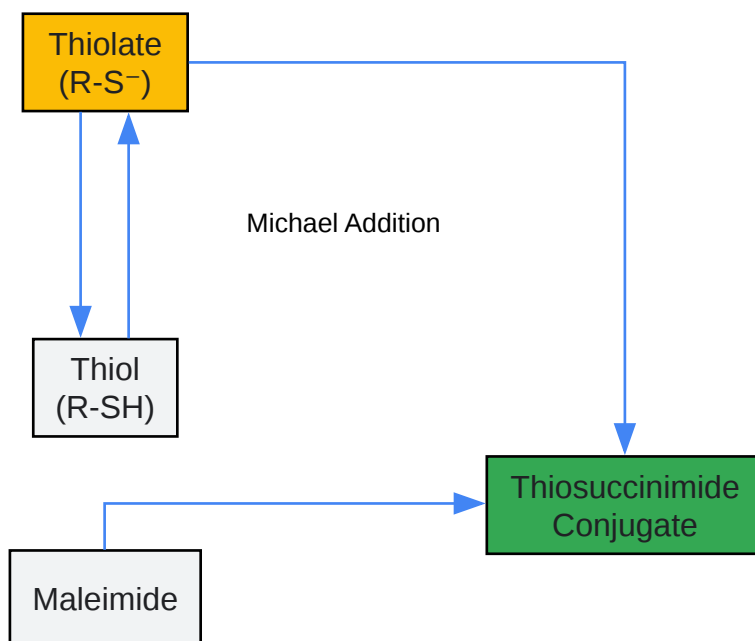 Thiolate
(R-S⁻)
Michael Addition
Thiol
(R-SH)
Thiosuccinimide
Conjugate
Maleimide